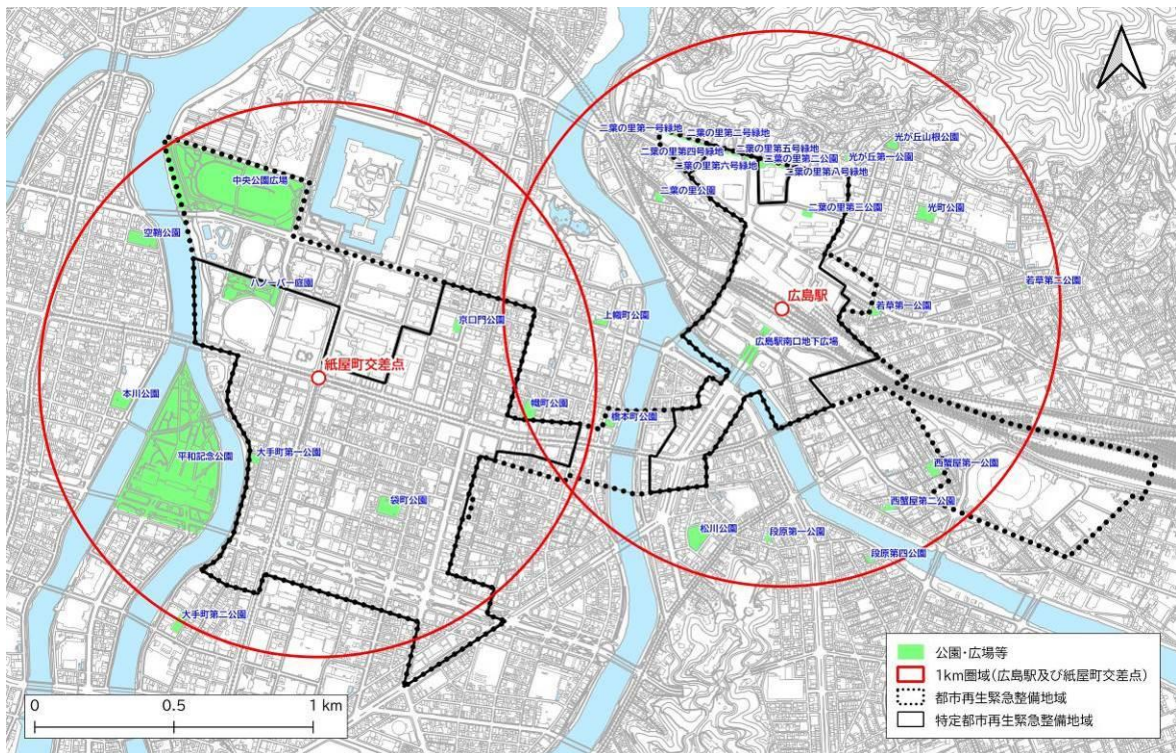 二葉の里第一号緑地
二葉の里第二号緑地
二葉の里第五号緑地
二葉の里第四号緑地
二葉の里第二公園
二葉の里第六号緑地
二葉の里第八号緑地
光が丘山根公園
光が丘第一公園
二葉の里公園
二葉の里第三公園
光町公園
中央公園広場
空鞘公園
ハノーバー庭園
京口門公園
上幟町公園
広島駅
若草第二公園
若草第一公園
広島駅南口地下広場
紙屋町交差点
本川公園
幟町公園
橋本町公園
平和記念公園
大手町第一公園
袋町公園
西蟹屋第一公園
西蟹屋第二公園
松川公園
段原第一公園
段原第四公園
大手町第二公園
公園・広場等
1km圏域(広島駅及び紙屋町交差点)
都市再生緊急整備地域
特定都市再生緊急整備地域
0 0.5 1 km